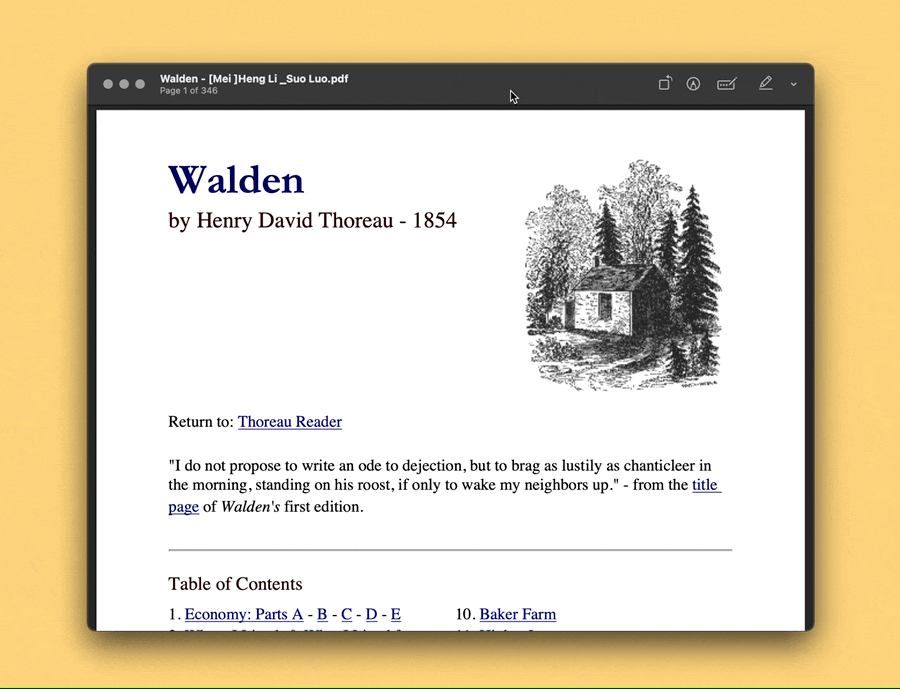 Walden - [Mei ]Heng Li _Suo Luo.pdf
Page 1 of 346
Walden
by Henry David Thoreau - 1854
Return to: Thoreau Reader
"I do not propose to write an ode to dejection, but to brag as lustily as chanticleer in
the morning, standing on his roost, if only to wake my neighbors up." - from the title
page of Walden's first edition.
Table of Contents
1. Economy: Parts A - B - C - D - E
10. Baker Farm